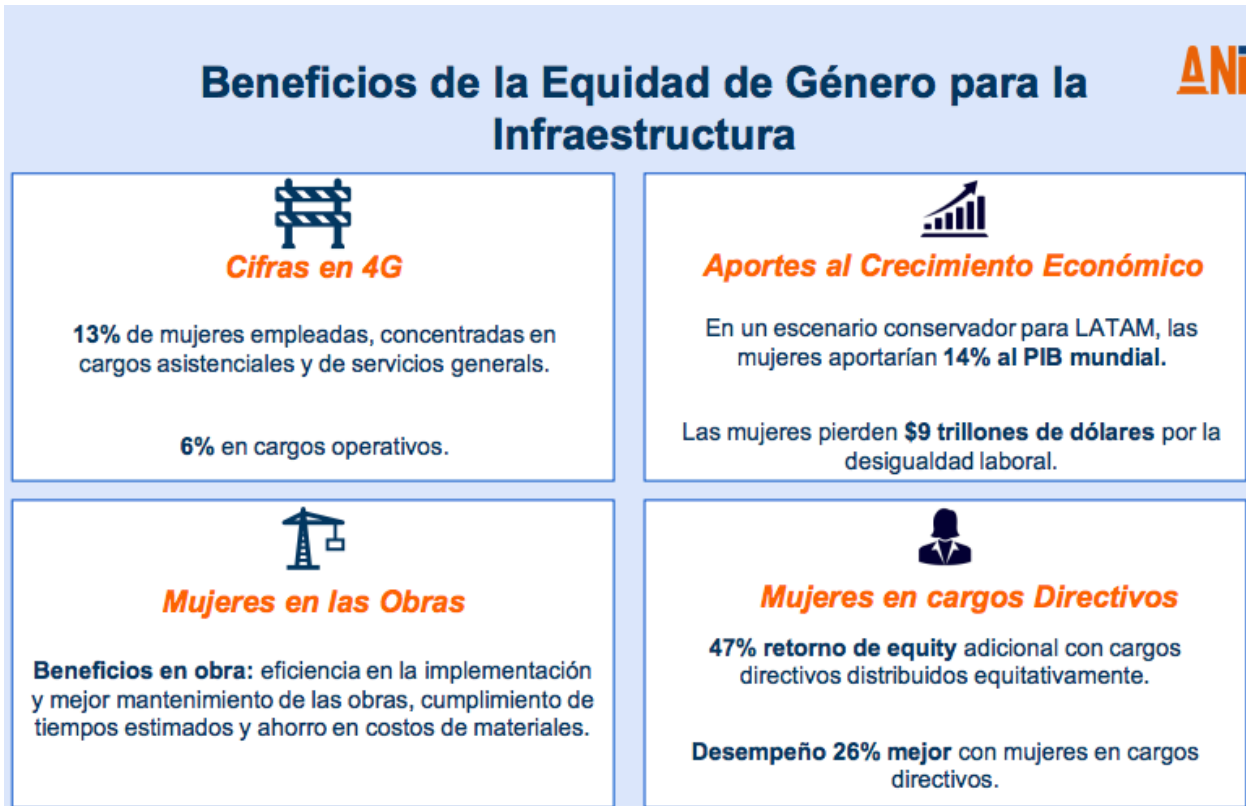 Beneficios de la Equidad de Género para la
Infraestructura
ANi
Cifras en 4G
13% de mujeres empleadas, concentradas en
cargos asistenciales y de servicios generals.
6% en cargos operativos.
Aportes al Crecimiento Económico
En un escenario conservador para LATAM, las
mujeres aportarían 14% al PIB mundial.
Las mujeres pierden $9 trillones de dólares por la
desigualdad laboral.
Mujeres en las Obras
Beneficios en obra: eficiencia en la implementación
y mejor mantenimiento de las obras, cumplimiento de
tiempos estimados y ahorro en costos de materiales.
Mujeres en cargos Directivos
47% retorno de equity adicional con cargos
directivos distribuidos equitativamente.
Desempeño 26% mejor con mujeres en cargos
directivos.